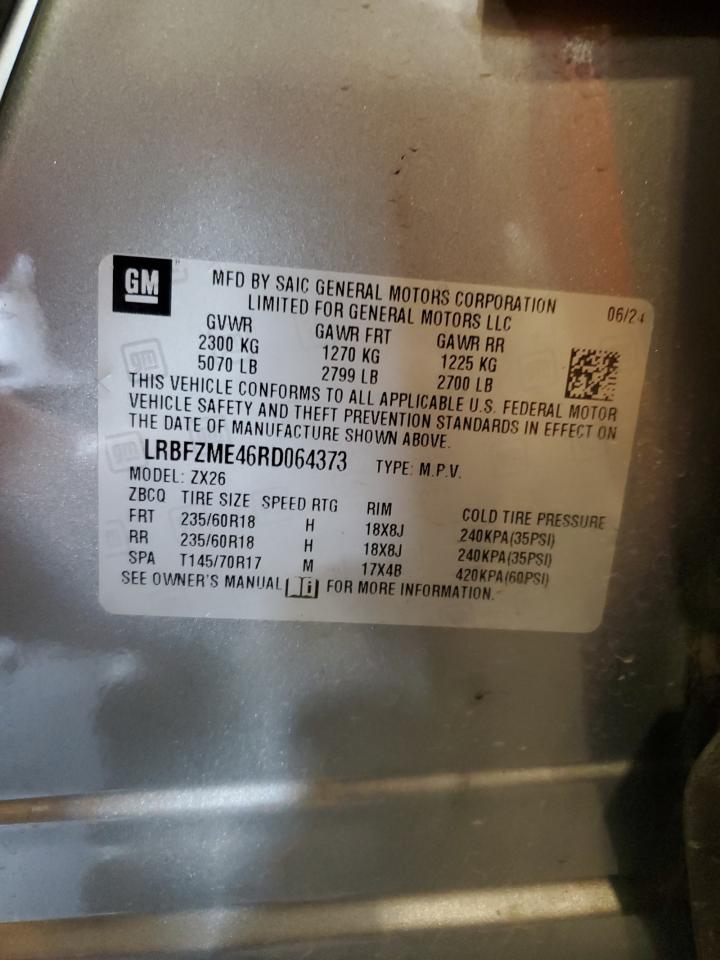 GM
MFD BY SAIC GENERAL MOTORS CORPORATION
LIMITED FOR GENERAL MOTORS LLC
06/24
GVWR GAWR FRT GAWR RR
2300 KG 1270 KG 1225 KG
5070 LB 2799 LB 2700 LB
THIS VEHICLE CONFORMS TO ALL APPLICABLE U.S. FEDERAL MOTOR
VEHICLE SAFETY AND THEFT PREVENTION STANDARDS IN EFFECT ON
THE DATE OF MANUFACTURE SHOWN ABOVE.
LRBFZME46RD064373 TYPE: M.P.V.
MODEL: ZX26
ZBCQ TIRE SIZE SPEED RTG RIM COLD TIRE PRESSURE
FRT 235/60R18 H 18X8J 240KPA(35PSI)
RR 235/60R18 H 18X8J 240KPA(35PSI)
SPA T145/70R17 M 17X4B 420KPA(60PSI)
SEE OWNER'S MANUAL i FOR MORE INFORMATION.